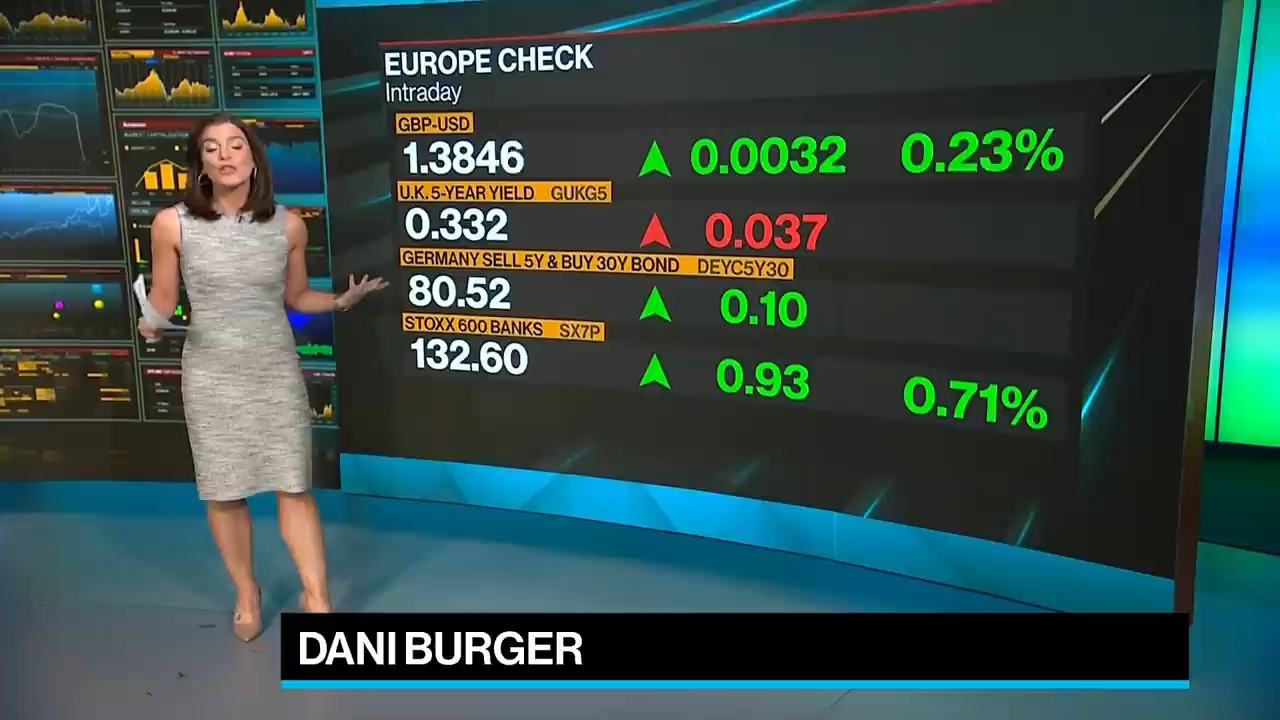 EUROPE CHECK
Intraday
GBP-USD
1.3846 0.0032 0.23%
U.K. 5-YEAR YIELD GUKG5
0.332 0.037
GERMANY SELL 5Y & BUY 30Y BOND DEYC5Y30
80.52 0.10
STOXX 600 BANKS SX7P
132.60 0.93 0.71%
DANI BURGER